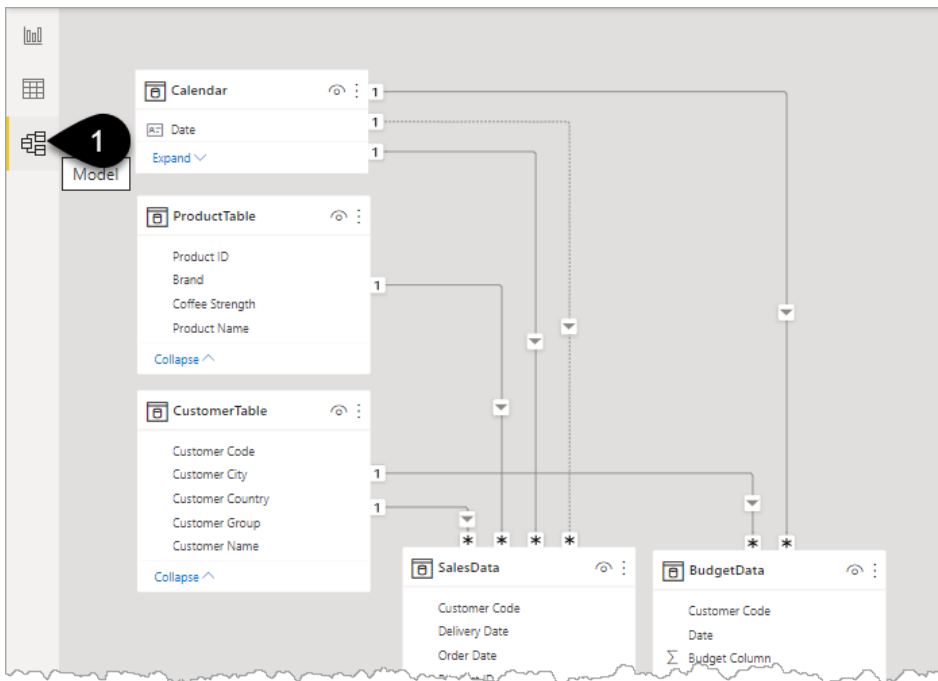 Calendar
1
Date
1
Expand
1
1
Model
ProductTable
Product ID
Brand
1
Coffee Strength
Product Name
Collapse
CustomerTable
Customer Code
Customer City
1
Customer Country
1
Customer Group
Customer Name
* * * *
* *
Collapse
SalesData
BudgetData
Customer Code
Customer Code
Delivery Date
Date
Order Date
Σ Budget Column